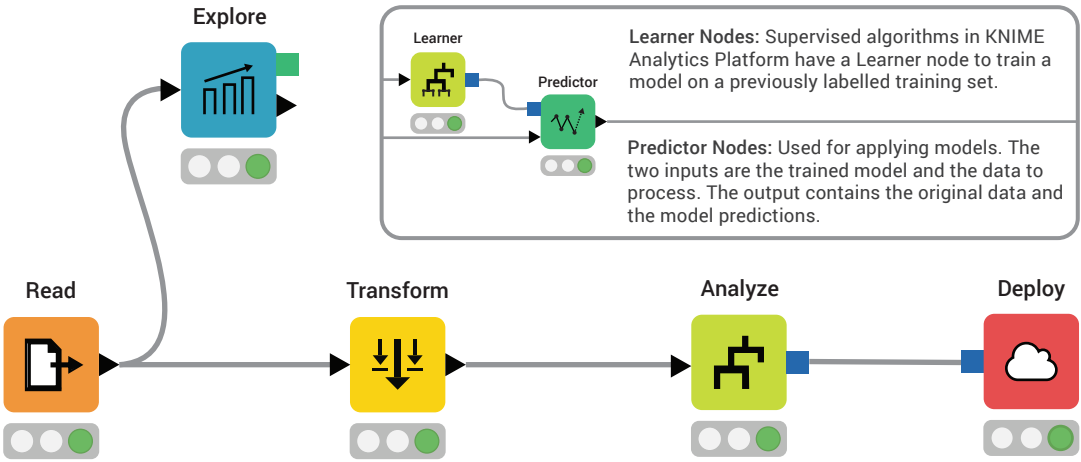 Explore
Learner
Predictor
Learner Nodes: Supervised algorithms in KNIME
Analytics Platform have a Learner node to train a
model on a previously labelled training set.
Predictor Nodes: Used for applying models. The
two inputs are the trained model and the data to
process. The output contains the original data and
the model predictions.
Read
Transform
Analyze
Deploy